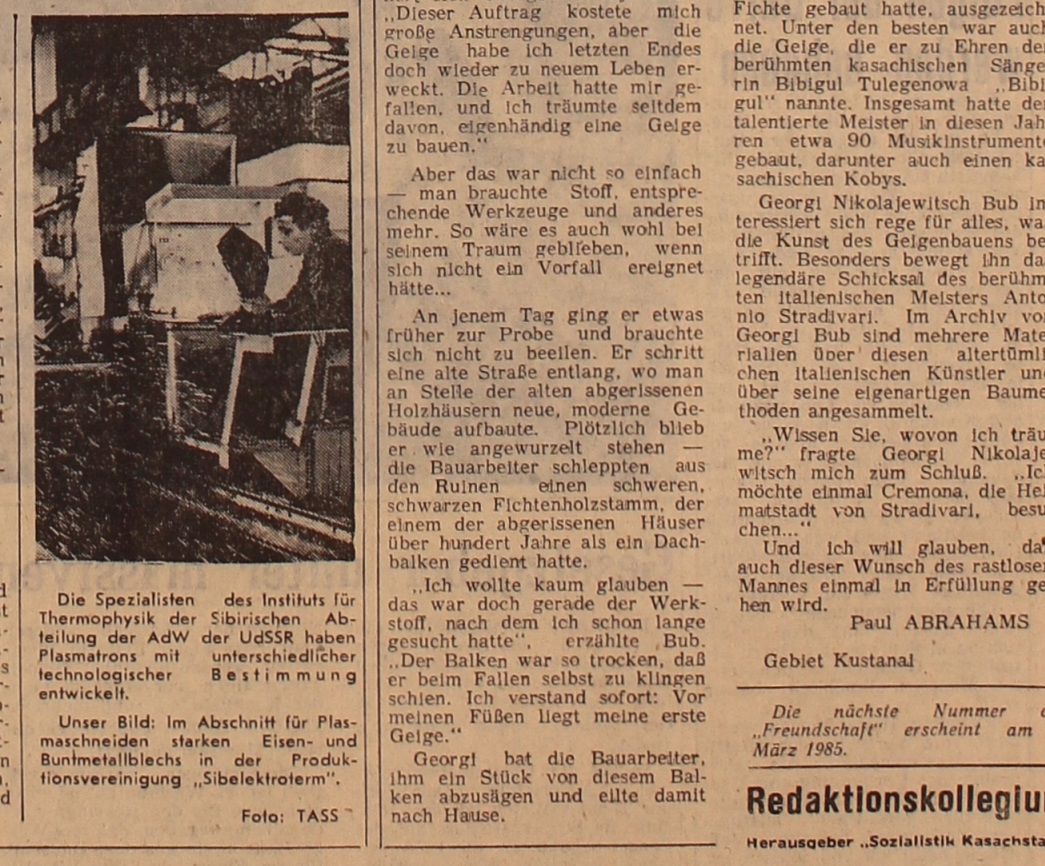 Die Spezialisten des Instituts für
Thermophysik der Sibirischen Ab-
teilung der AdW der UdSSR haben
Plasmatrons mit unterschiedlicher
technologischer Bestimmung
entwickelt.
Unser Bild: Im Abschnitt für Plas-
maschneiden starken Eisen- und
Buntmetallblechs in der Produk-
tionsvereinigung „Sibelektroterm".
Foto: TASS
„Dieser Auftrag kostete mich
große Anstrengungen, aber die
Geige habe ich letzten Endes
doch wieder zu neuem Leben er-
weckt. Die Arbeit hatte mir ge-
fallen, und ich träumte seitdem
davon, eigenhändig eine Geige
zu bauen."
Aber das war nicht so einfach
— man brauchte Stoff, entspre-
chende Werkzeuge und anderes
mehr. So wäre es auch wohl bei
seinem Traum geblieben, wenn
sich nicht ein Vorfall ereignet
hätte...
An jenem Tag ging er etwas
früher zur Probe und brauchte
sich nicht zu beeilen. Er schritt
eine alte Straße entlang, wo man
an Stelle der alten abgerissenen
Holzhäusern neue, moderne Ge-
bäude aufbaute. Plötzlich blieb
er wie angewurzelt stehen —
die Bauarbeiter schleppten aus
den Ruinen einen schweren,
schwarzen Fichtenholzstamm, der
einem der abgerissenen Häuser
über hundert Jahre als ein Dach-
balken gedient hatte.
„Ich wollte kaum glauben —
das war doch gerade der Werk-
stoff, nach dem ich schon lange
gesucht hatte", erzählte Bub.
„Der Balken war so trocken, daß
er beim Fallen selbst zu klingen
schien. Ich verstand sofort: Vor
meinen Füßen liegt meine erste
Geige."
Georgi bat die Bauarbeiter,
ihm ein Stück von diesem Bal-
ken abzusägen und eilte damit
nach Hause.
Fichte gebaut hatte, ausgezeich
net. Unter den besten war auch
die Geige, die er zu Ehren der
berühmten kasachischen Sänge
rin Bibigul Tulegenowa „Bibi
gul" nannte. Insgesamt hatte der
talentierte Meister in diesen Jah
ren etwa 90 Musikinstrumente
gebaut, darunter auch einen ka
sachischen Kobys.
Georgi Nikolajewitsch Bub in
teressiert sich rege für alles, wa
die Kunst des Geigenbauens be
trifft. Besonders bewegt ihn da
legendäre Schicksal des berühm
ten italienischen Meisters Anto
nio Stradivari. Im Archiv vo
Georgi Bub sind mehrere Mate
rialien über diesen altertümli
chen italienischen Künstler un
über seine eigenartigen Baume
thoden angesammelt.
„Wissen Sie, wovon ich träu
me?" fragte Georgi Nikolaje
witsch mich zum Schluß. „Ic
möchte einmal Cremona, die Hei
matstadt von Stradivari, besu
chen..."
Und ich will glauben, da
auch dieser Wunsch des rastlose
Mannes einmal in Erfüllung ge
hen wird.
Paul ABRAHAMS
Gebiet Kustanai
Die nächste Nummer
„Freundschaft" erscheint am
März 1985.
Redaktionskollegiu
Herausgeber „Sozialistik Kasachsta